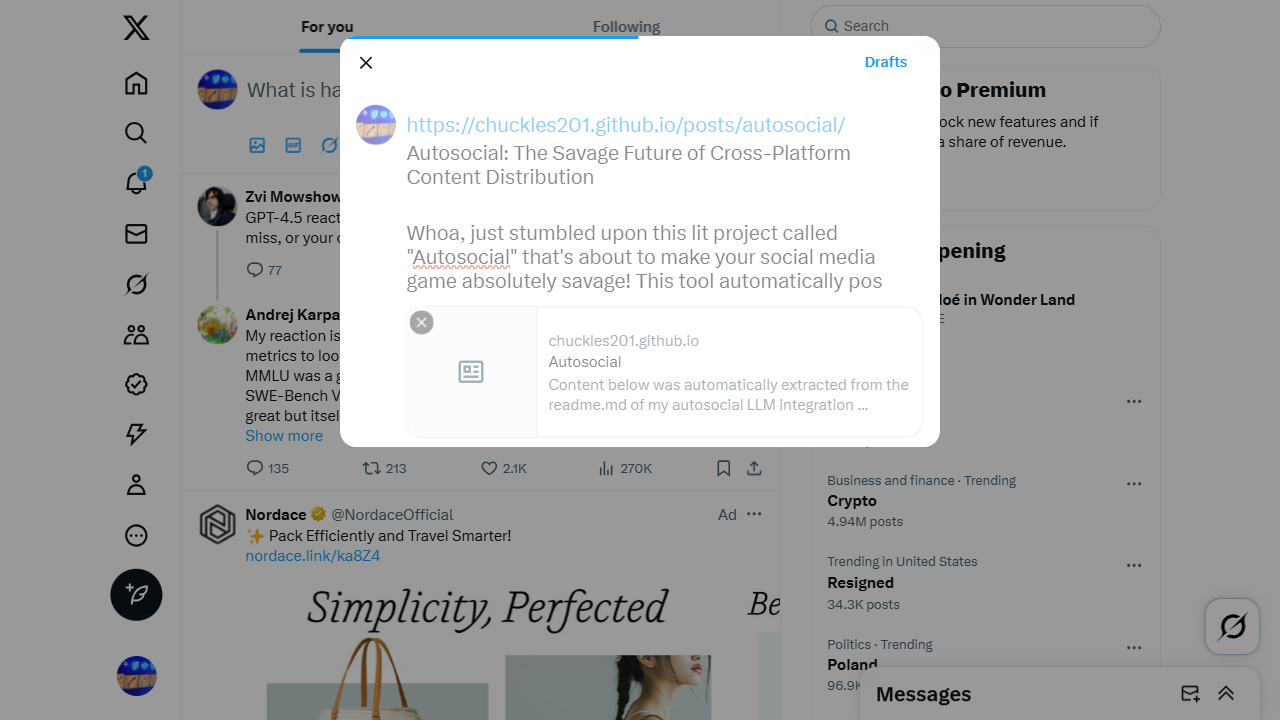 For you
Following
Search
What is ha
1
Drafts
https://chuckles201.github.io/posts/autosocial/
Autosocial: The Savage Future of Cross-Platform
Content Distribution
Whoa, just stumbled upon this lit project called
"Autosocial" that's about to make your social media
game absolutely savage! This tool automatically pos
chuckles201.github.io
Autosocial
Content below was automatically extracted from the
readme.md of my autosocial LLM integration ...
GIF
Zvi Mowshow
GPT-4.5 react
miss, or your c
77
Andrej Karpa
My reaction is
metrics to loo
MMLU was a g
SWE-Bench V
great but itsel
Show more
135
213
2.1K
270K
Nordace @NordaceOfficial
Ad
✨ Pack Efficiently and Travel Smarter!
nordace.link/ka8Z4
Simplicity, Perfected
Be
o Premium
ock new features and if
a share of revenue.
pening
loé in Wonder Land
E
Business and finance · Trending
Crypto
4.94M posts
Trending in United States
Resigned
34.3K posts
Politics · Trending
Poland
96.9K
Messages